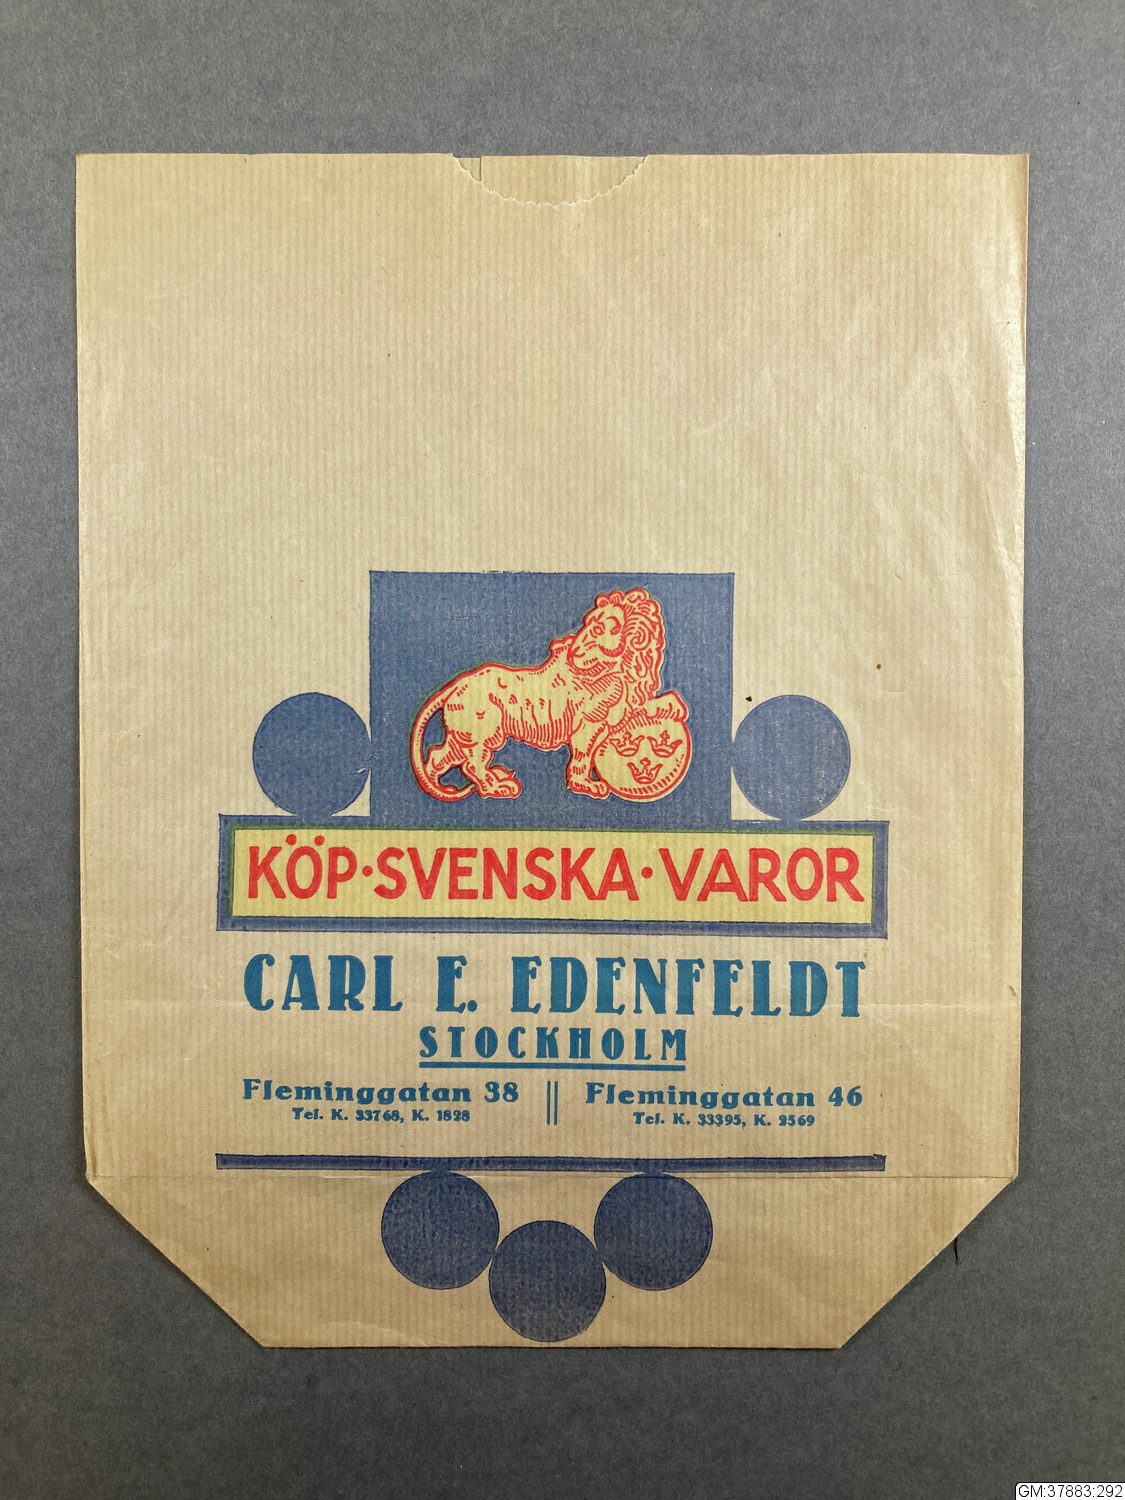 KÖP·SVENSKA·VAROR
CARL E. EDENFELDT
STOCKHOLM
Fleminggatan 38
Tel. K. 33768, K. 1828
Fleminggatan 46
Tel. K. 33395, K. 2569
GM:37883:292